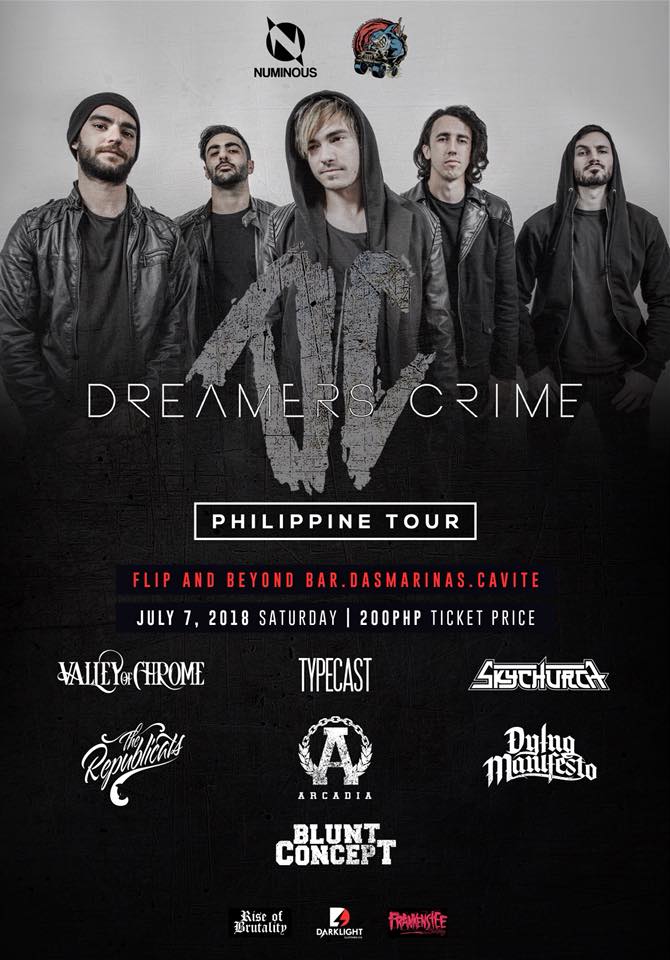 NUMINOUS
DC
DREAMERS CRIME
PHILIPPINE TOUR
FLIP AND BEYOND BAR.DASMARINAS.CAVITE
JULY 7, 2018 SATURDAY | 200PHP TICKET PRICE
VALLEY OF CHROME
TYPECAST
SKYCHURCH
The Republicats
A
ARCADIA
Dying Manifesto
BLUNT
CONCEPT
Rise of
Brutality
DARKLIGHT